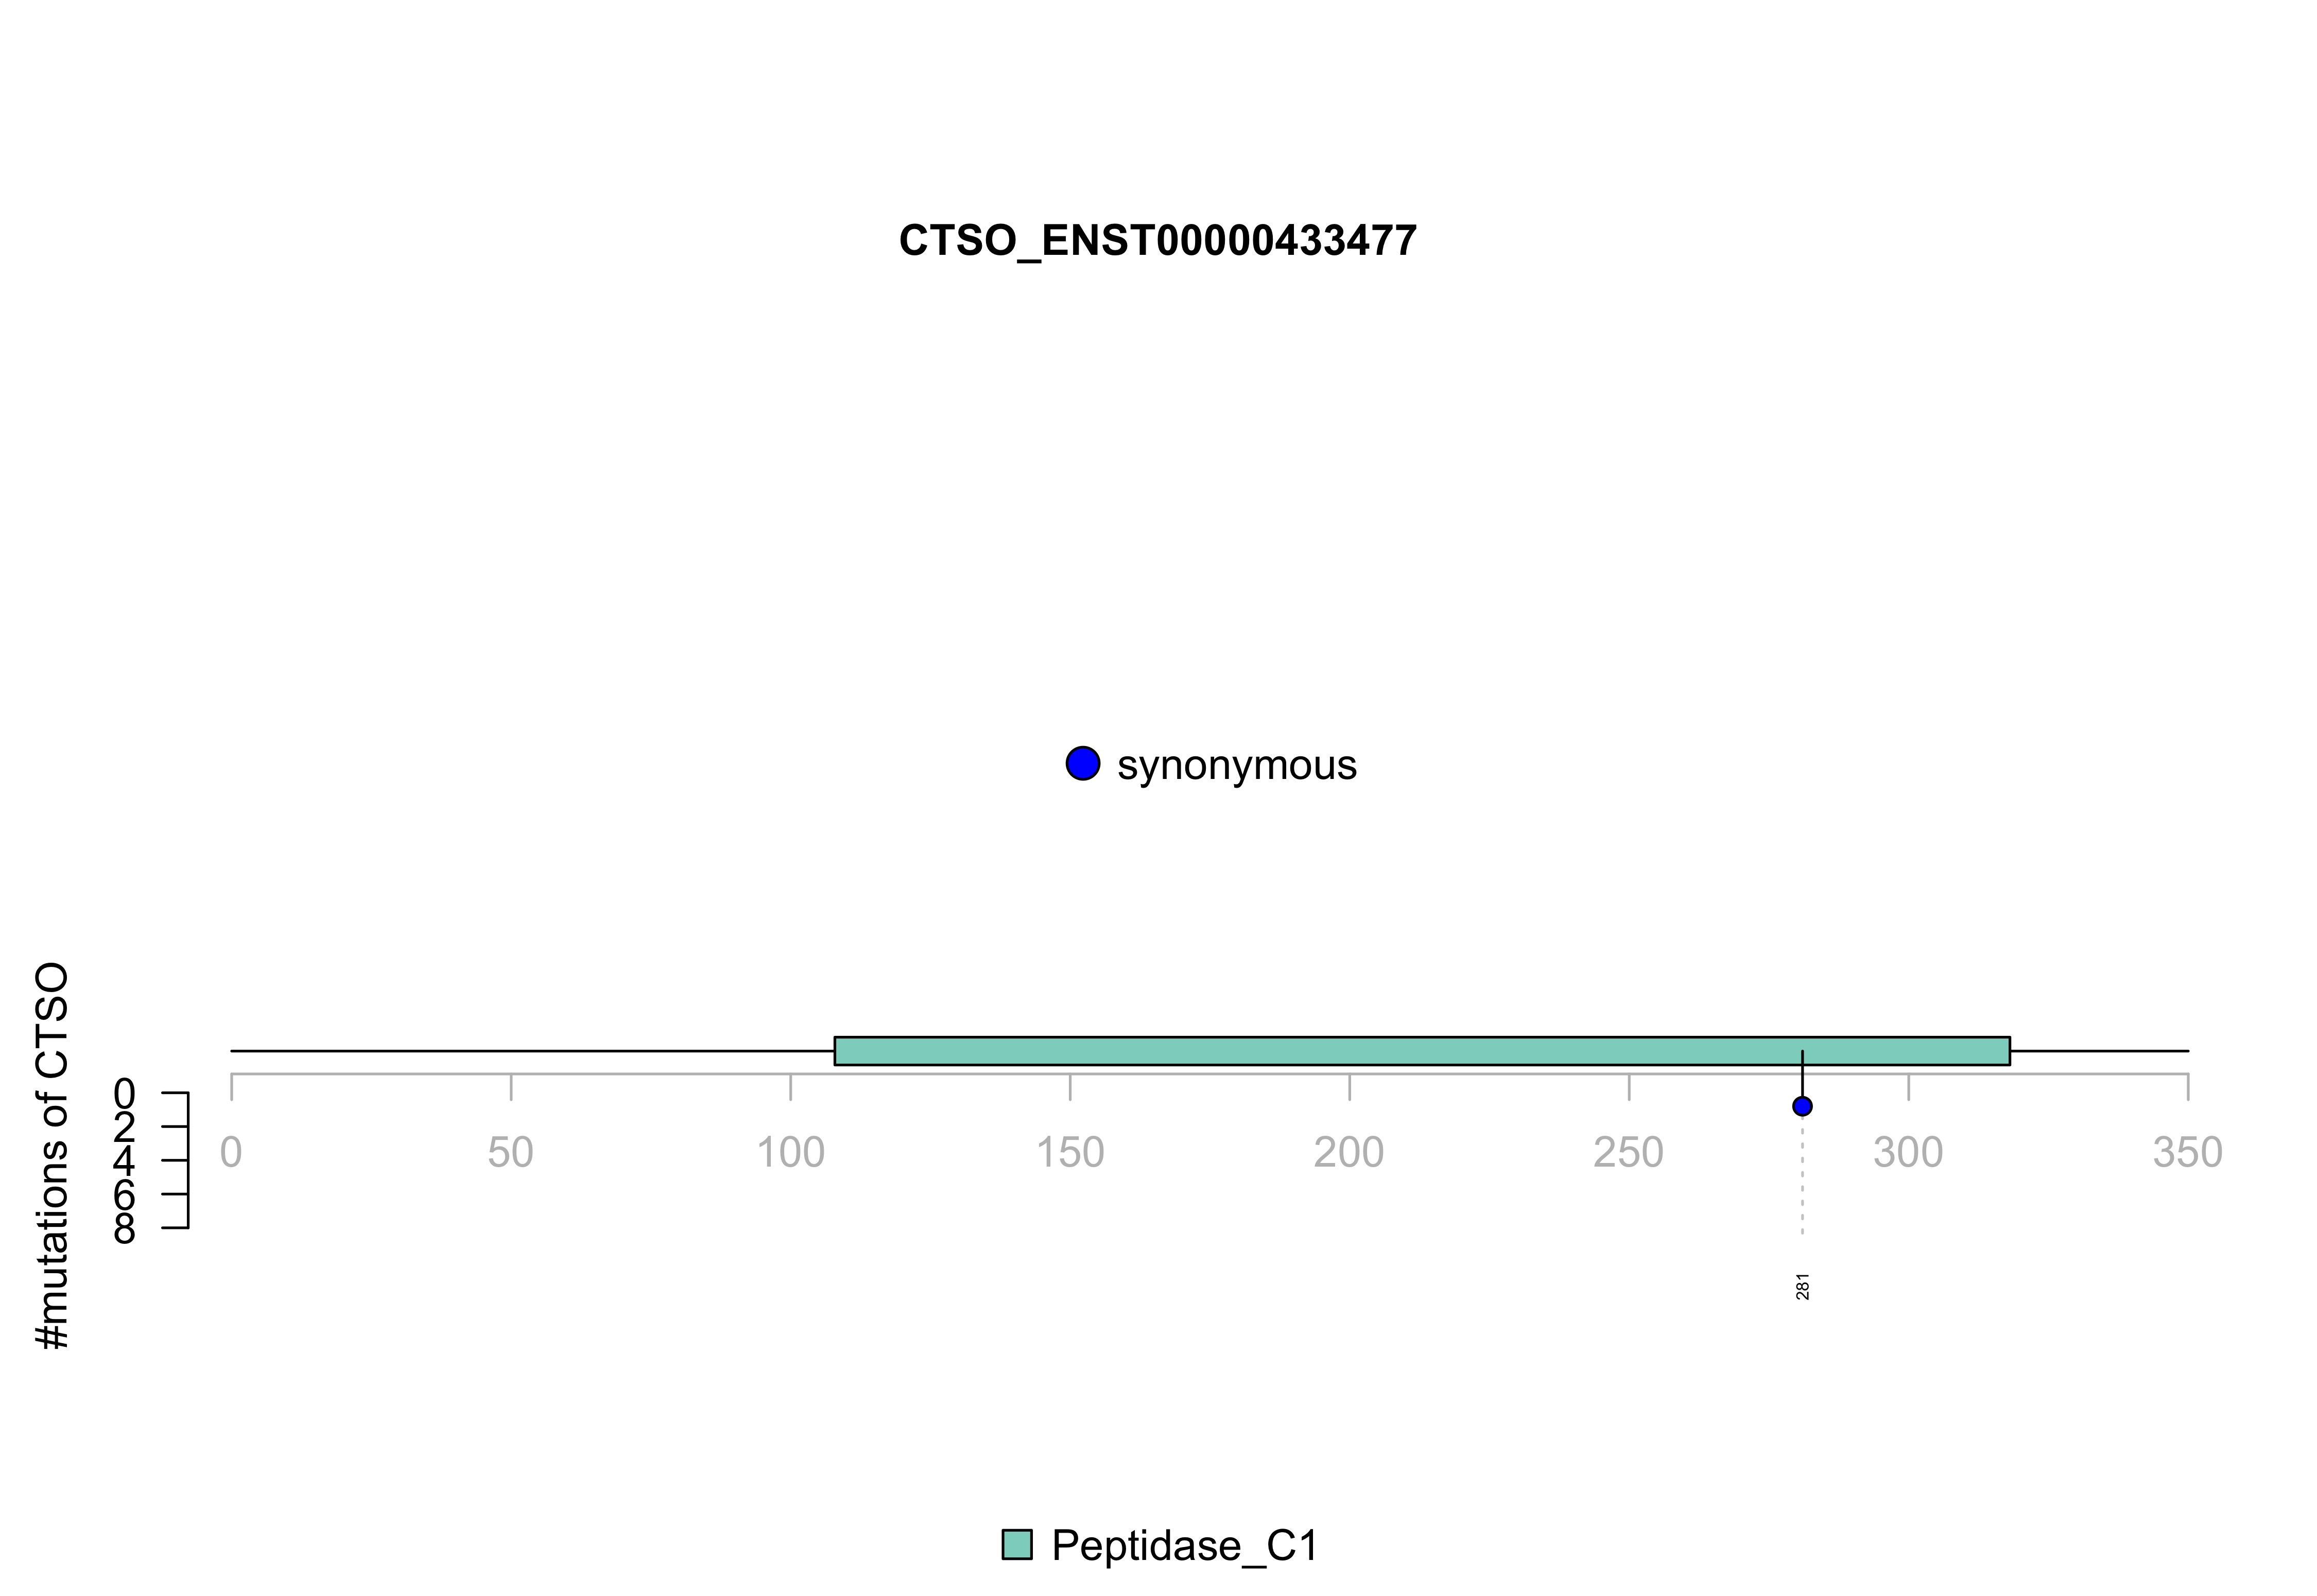 CTSO_ENST00000433477
synonymous
#mutations of CTSO
0
2
4
6
8
0 50 100 150 200 250 300 350
281
Peptidase_C1